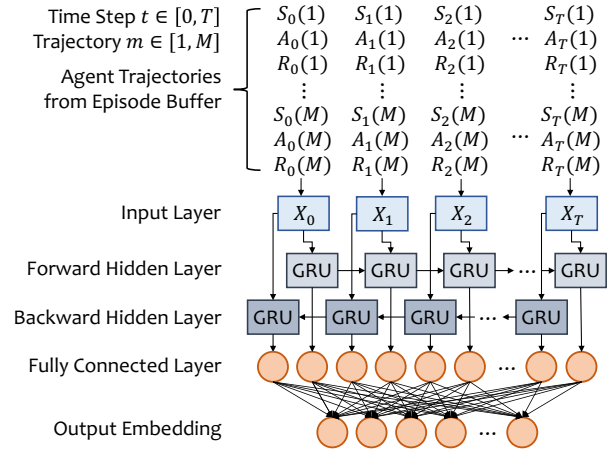 Time Step t ∈ [0, T] S₀(1) S₁(1) S₂(1) S_T(1)
Trajectory m ∈ [1, M] A₀(1) A₁(1) A₂(1) ⋯ A_T(1)
R₀(1) R₁(1) R₂(1) R_T(1)
Agent Trajectories
from Episode Buffer
⋮ ⋮ ⋮ ⋮
S₀(M) S₁(M) S₂(M) S_T(M)
A₀(M) A₁(M) A₂(M) ⋯ A_T(M)
R₀(M) R₁(M) R₂(M) R_T(M)
Input Layer X₀ X₁ X₂ X_T
Forward Hidden Layer GRU GRU GRU ⋯ GRU
Backward Hidden Layer GRU GRU GRU ⋯ GRU
Fully Connected Layer ⋯
Output Embedding ⋯